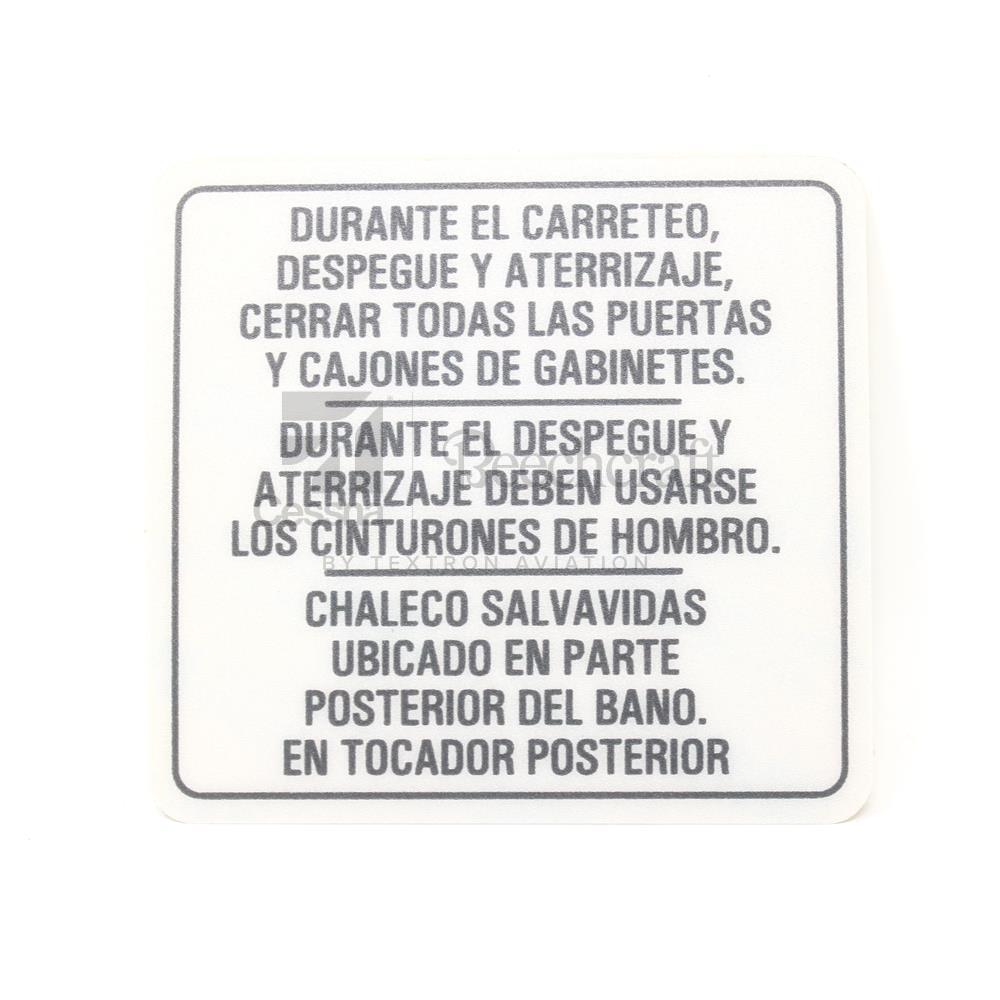 DURANTE EL CARRETEO,
DESPEGUE Y ATERRIZAJE,
CERRAR TODAS LAS PUERTAS
Y CAJONES DE GABINETES.
DURANTE EL DESPEGUE Y
ATERRIZAJE DEBEN USARSE
LOS CINTURONES DE HOMBRO.
CHALECO SALVAVIDAS
UBICADO EN PARTE
POSTERIOR DEL BANO.
EN TOCADOR POSTERIOR
Cessna
Beechcraft
BY TEXTRON AVIATION